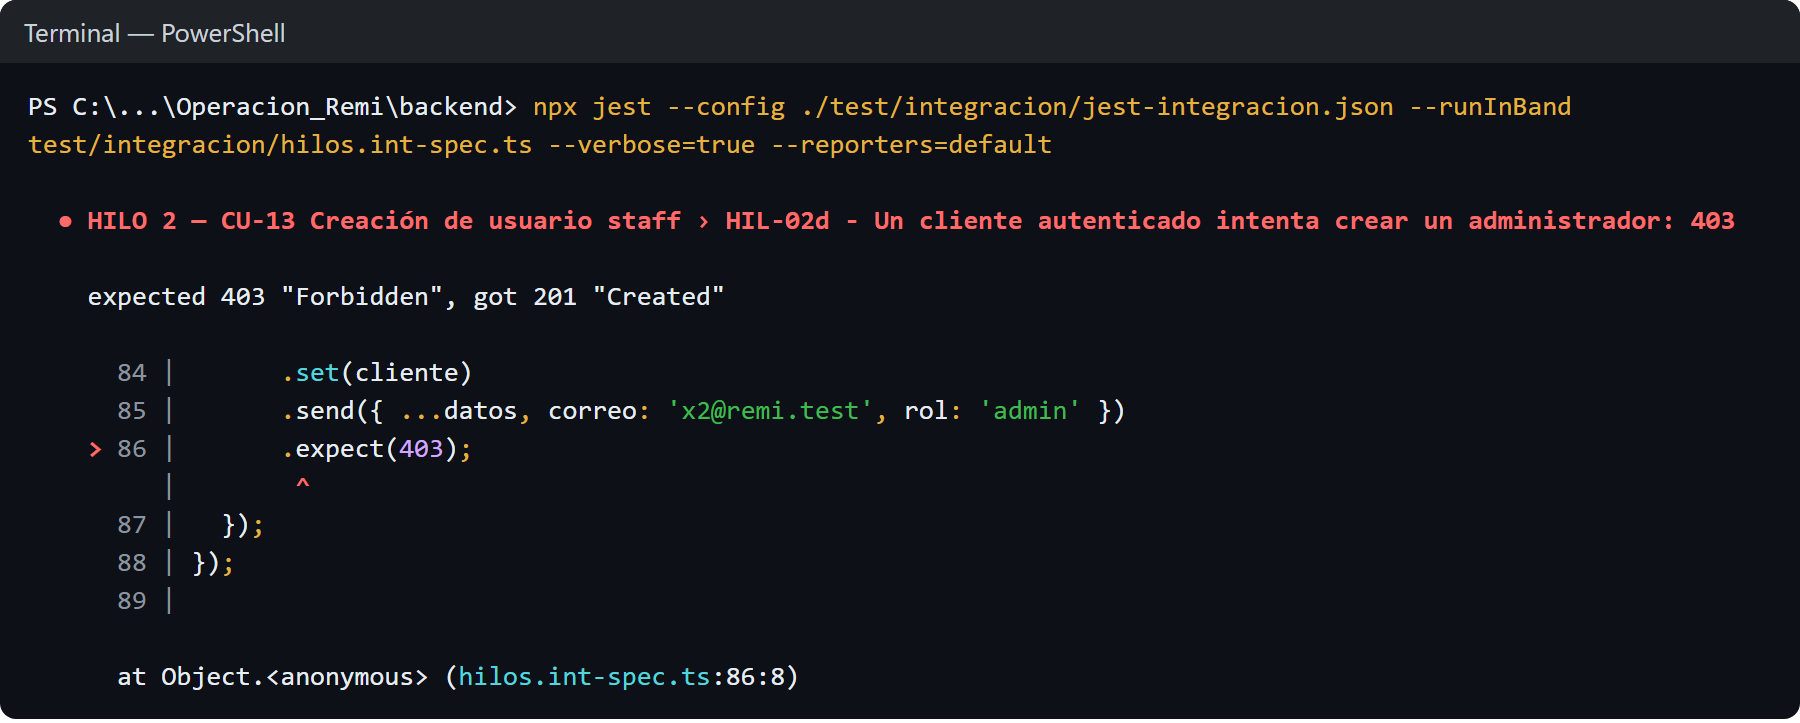 Terminal — PowerShell
PS C:\...\Operacion_Remi\backend> npx jest --config ./test/integracion/jest-integracion.json --runInBand
test/integracion/hilos.int-spec.ts --verbose=true --reporters=default
● HILO 2 — CU-13 Creación de usuario staff › HIL-02d - Un cliente autenticado intenta crear un administrador: 403
expected 403 "Forbidden", got 201 "Created"
84 |       .set(cliente)
85 |       .send({ ...datos, correo: 'x2@remi.test', rol: 'admin' })
> 86 |       .expect(403);
|        ^
87 |   });
88 | });
89 |
at Object.<anonymous> (hilos.int-spec.ts:86:8)